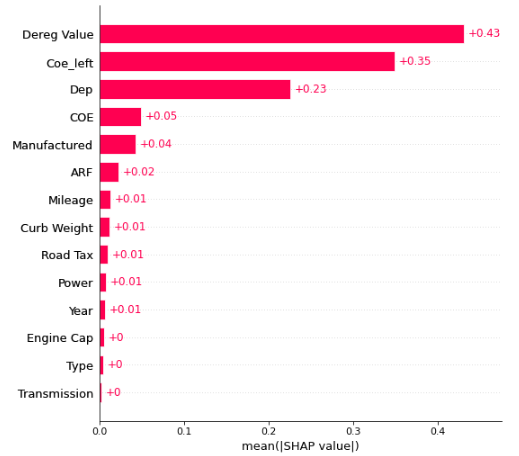 Dereg Value +0.43
Coe_left +0.35
Dep +0.23
COE +0.05
Manufactured +0.04
ARF +0.02
Mileage +0.01
Curb Weight +0.01
Road Tax +0.01
Power +0.01
Year +0.01
Engine Cap +0
Type +0
Transmission +0
0.0 0.1 0.2 0.3 0.4
mean(|SHAP value|)